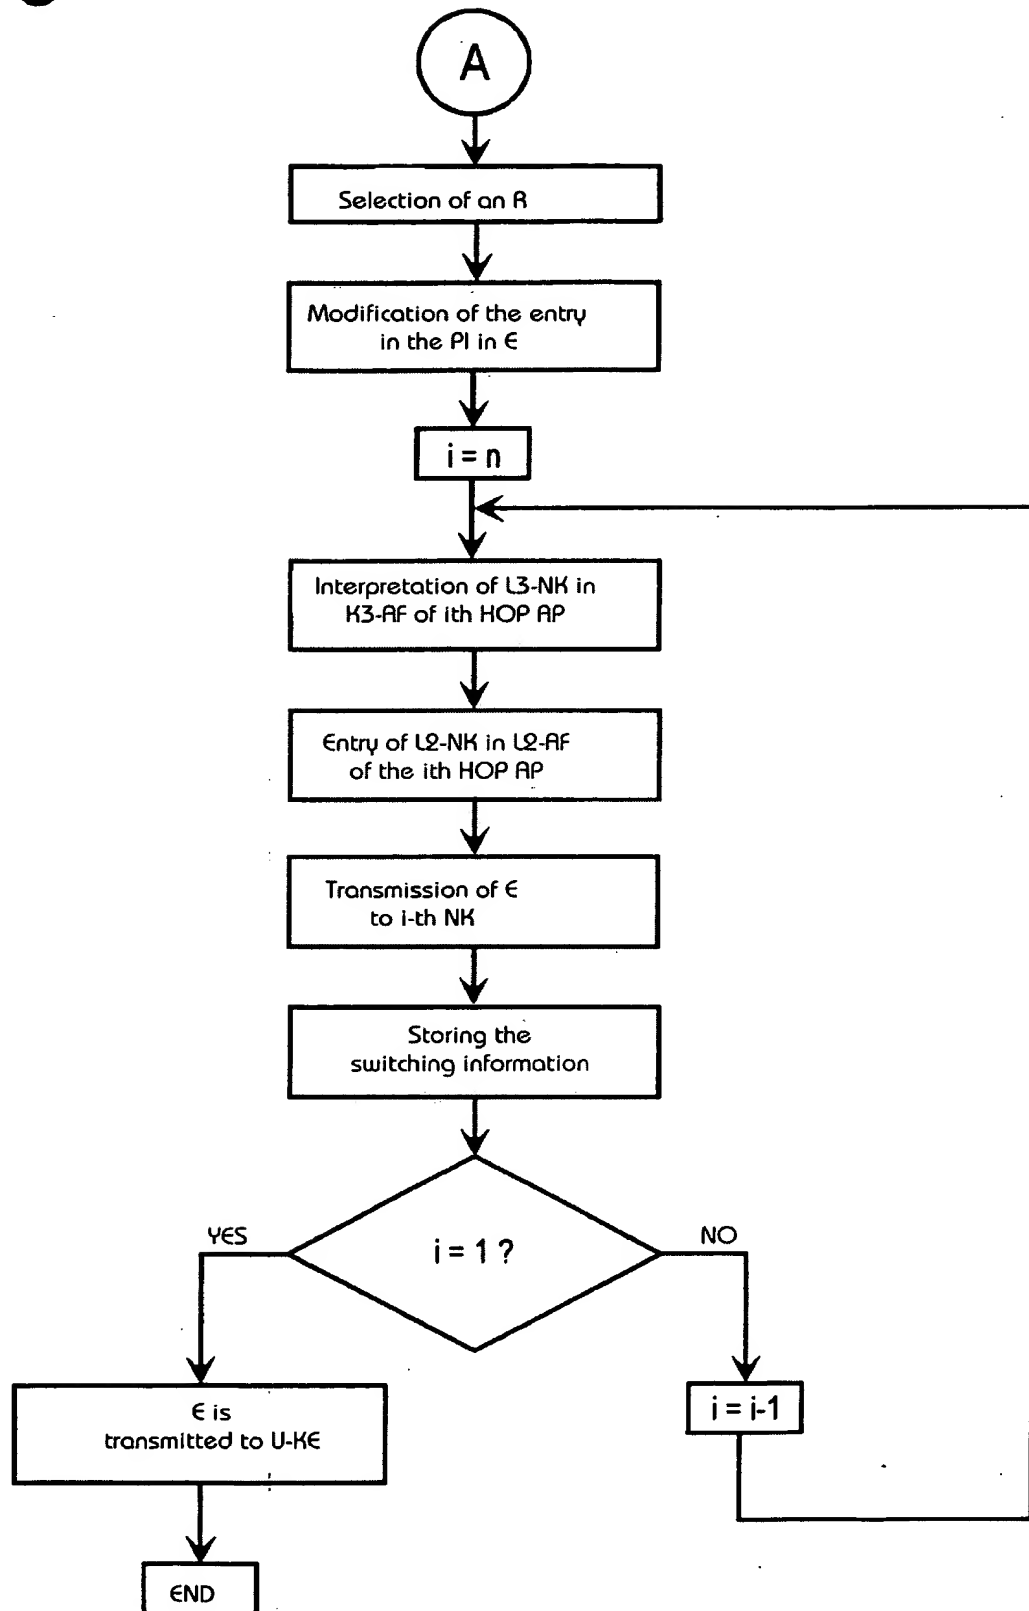 A
Selection of an R
Modification of the entry
in the PI in E
i = n
Interpretation of L3-NK in
K3-AF of ith HOP AP
Entry of L2-NK in L2-AF
of the ith HOP AP
Transmission of E
to i-th NK
Storing the
switching information
YES
i = 1 ?
NO
E is
transmitted to U-KE
i = i-1
END